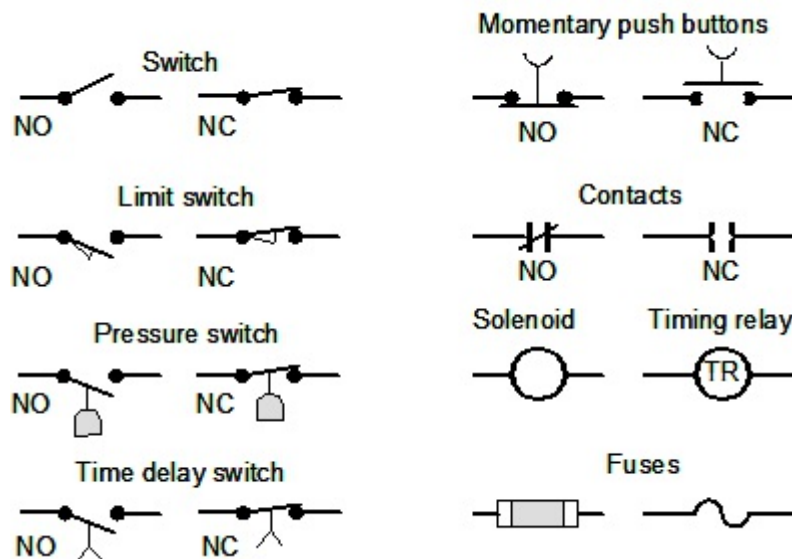 Switch
NO NC
Limit switch
NO NC
Pressure switch
NO NC
Time delay switch
NO NC
Momentary push buttons
NO NC
Contacts
NO NC
Solenoid Timing relay
TR
Fuses